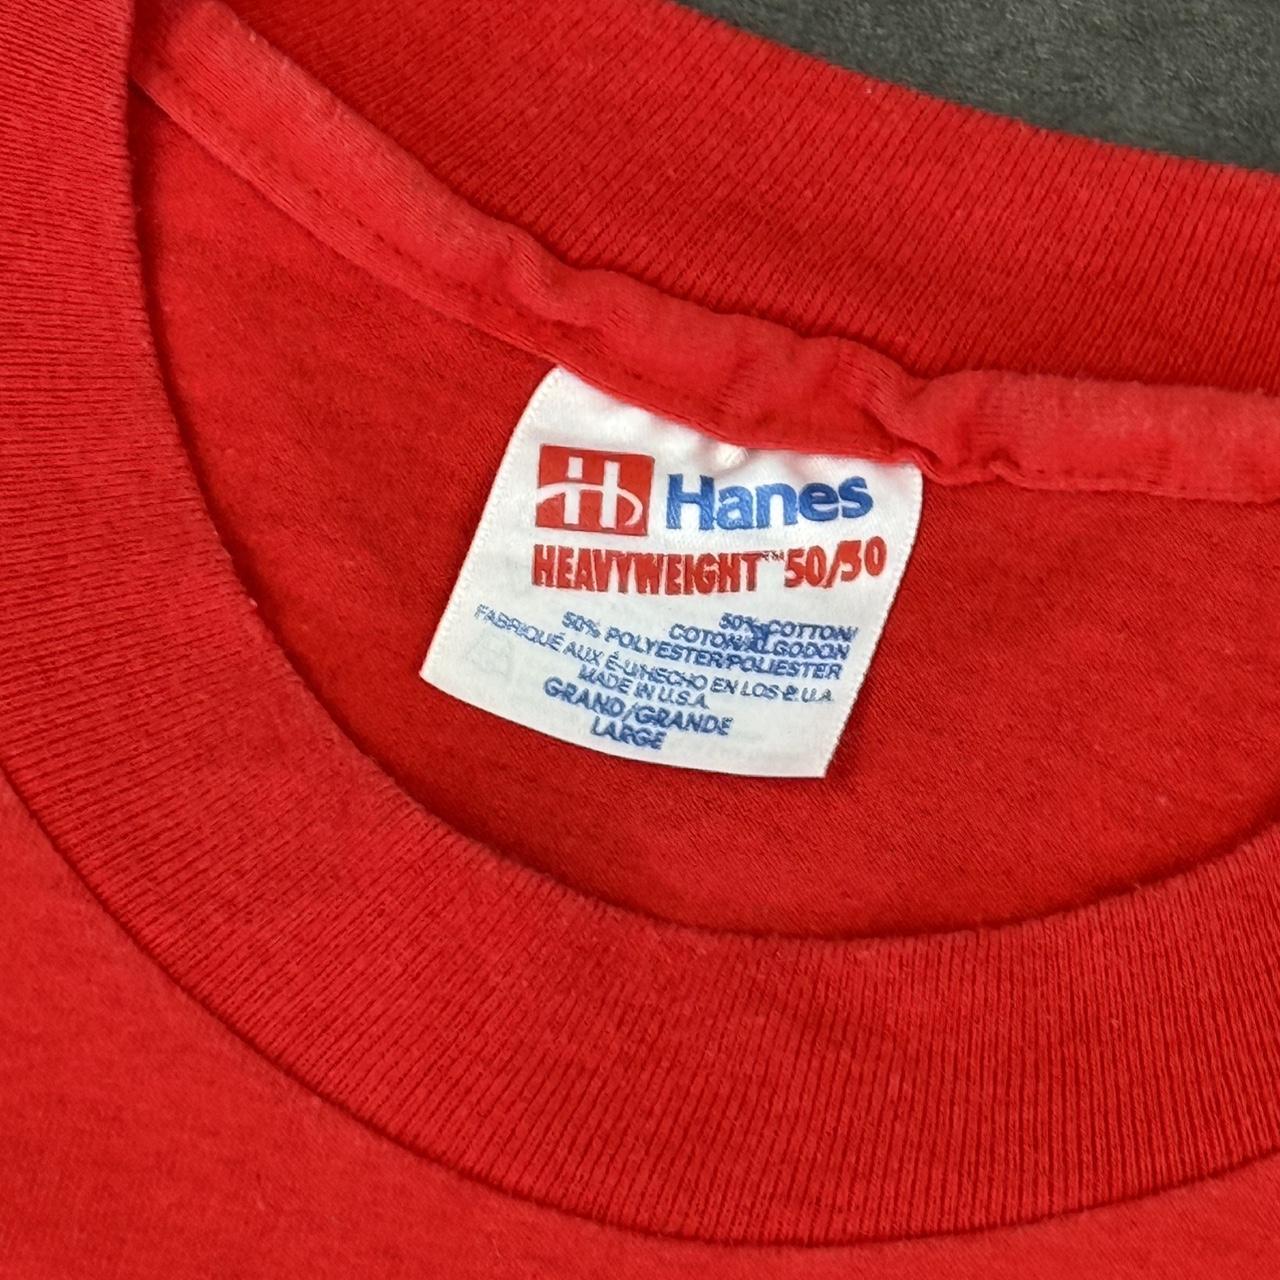 Hanes
HEAVYWEIGHT™ 50/50
50% COTTON/
COTON/ALGODON
50% POLYESTER/POLIESTER
FABRIQUÉ AUX É-U/HECHO EN LOS E.U.A.
MADE IN U.S.A.
GRAND/GRANDE
LARGE